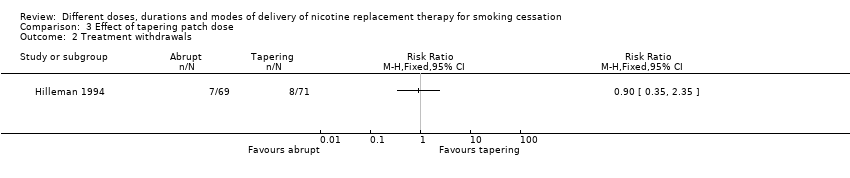 Review: Different doses, durations and modes of delivery of nicotine replacement therapy for smoking cessation
Comparison: 3 Effect of tapering patch dose
Outcome: 2 Treatment withdrawals
Study or subgroup Abrupt Tapering Risk Ratio Risk Ratio
n/N n/N M-H,Fixed,95% CI M-H,Fixed,95% CI
Hilleman 1994 7/69 8/71 0.90 [ 0.35, 2.35 ]
0.01 0.1 1 10 100
Favours abrupt Favours tapering